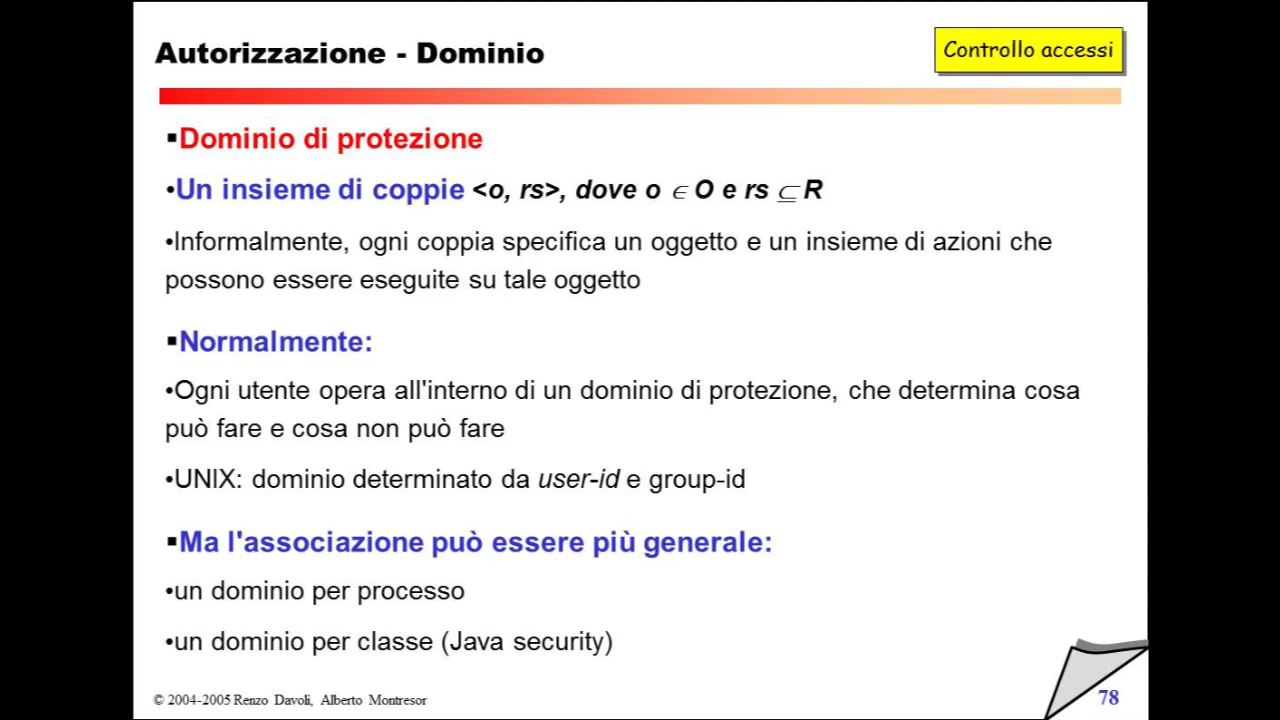 Autorizzazione - Dominio
Controllo accessi
▪Dominio di protezione
•Un insieme di coppie <o, rs>, dove o ∈ O e rs ⊆ R
•Informalmente, ogni coppia specifica un oggetto e un insieme di azioni che
possono essere eseguite su tale oggetto
▪Normalmente:
•Ogni utente opera all'interno di un dominio di protezione, che determina cosa
può fare e cosa non può fare
•UNIX: dominio determinato da user-id e group-id
▪Ma l'associazione può essere più generale:
•un dominio per processo
•un dominio per classe (Java security)
© 2004-2005 Renzo Davoli, Alberto Montresor
78